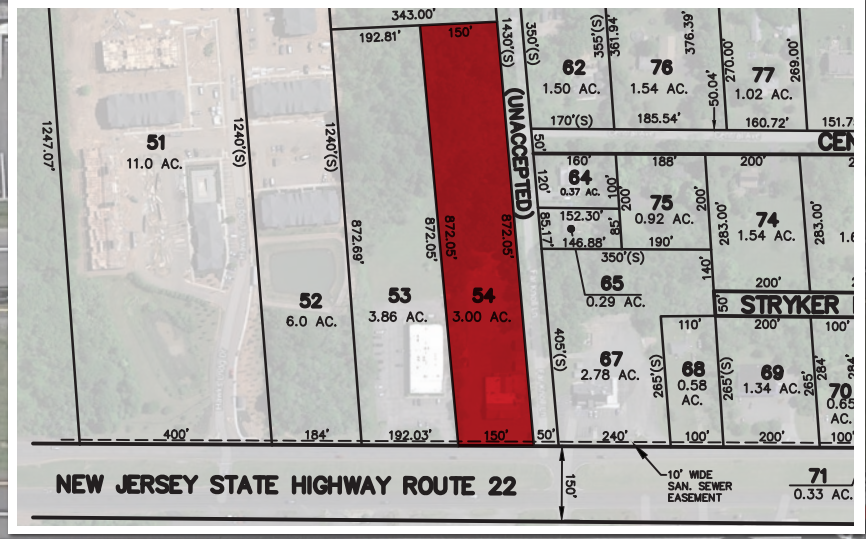 343.00'
192.81'
150'
1430'(S)
350'(S)
355'(S)
361.94'
376.39'
270.00'
269.00'
62
1.50 AC.
76
1.54 AC.
77
1.02 AC.
50.04'
170'(S)
185.54'
160.72'
151.7
1247.07'
51
11.0 AC.
1240'(S)
1240'(S)
(UNACCEPTED)
50'
CEN
160'
188'
200'
2
64
0.37 AC.
120'
100'
200'
75
0.92 AC.
200'
283.00'
74
1.54 AC.
283.00'
1.6
152.30'
85.17'
146.88'
85'
190'
350'(S)
140'
872.69'
872.05'
872.05'
52
6.0 AC.
53
3.86 AC.
54
3.00 AC.
65
0.29 AC.
200'
50'
STRYKER
110'
200'
100'
405'(S)
67
2.78 AC.
265'(S)
68
0.58
AC.
265'(S)
69
1.34 AC.
265'
284'
284'
70
0.65
AC.
400'
184'
192.03'
150'
50'
240'
100'
200'
100'
NEW JERSEY STATE HIGHWAY ROUTE 22
150'
10' WIDE
SAN. SEWER
EASEMENT
71
0.33 AC.